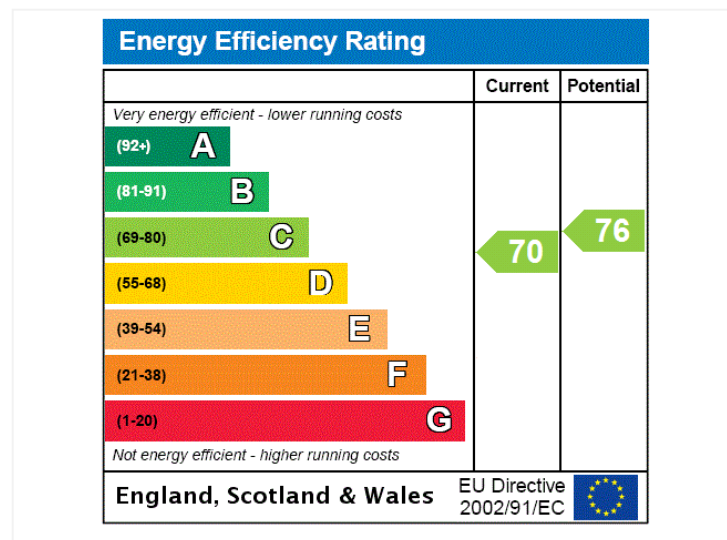 Energy Efficiency Rating
Current Potential
Very energy efficient - lower running costs
(92+) A
(81-91) B
(69-80) C
(55-68) D
(39-54) E
(21-38) F
(1-20) G
70
76
Not energy efficient - higher running costs
England, Scotland & Wales
EU Directive
2002/91/EC